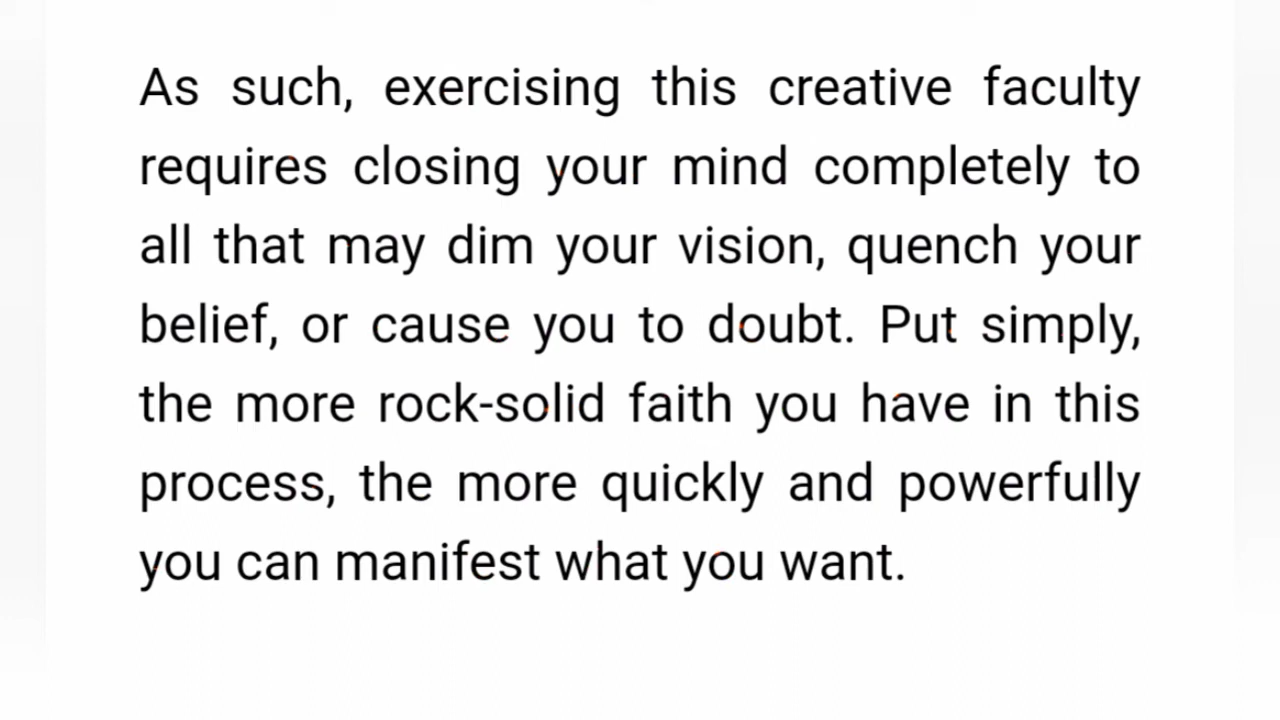 As such, exercising this creative faculty
requires closing your mind completely to
all that may dim your vision, quench your
belief, or cause you to doubt. Put simply,
the more rock-solid faith you have in this
process, the more quickly and powerfully
you can manifest what you want.